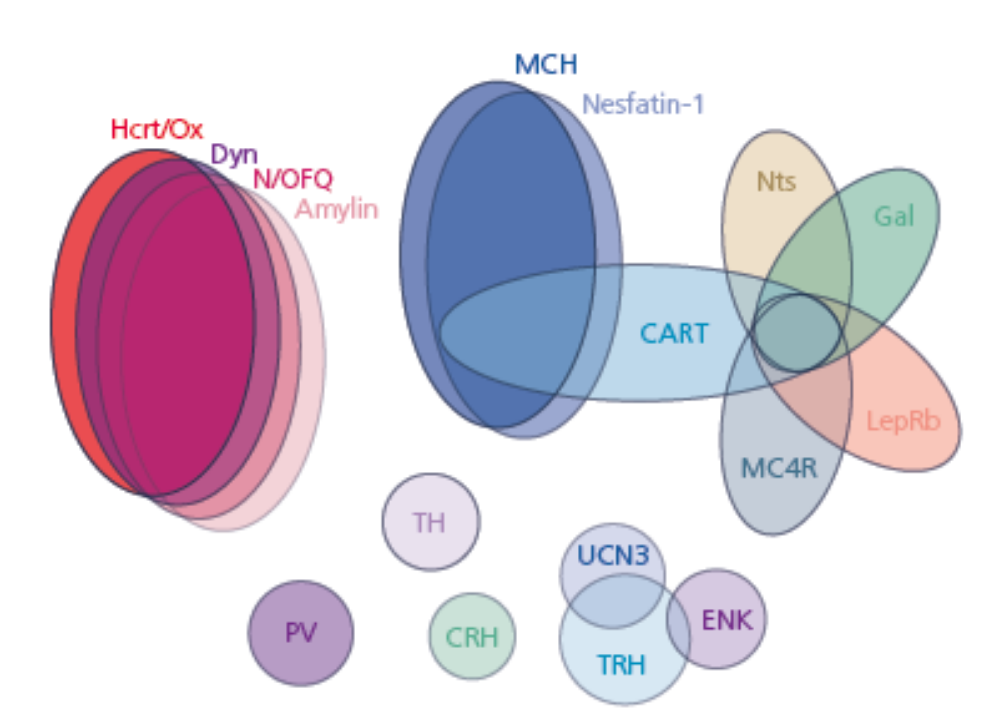 MCH
Nesfatin-1
Hcrt/Ox
Dyn
N/OFQ
Amylin
Nts
Gal
CART
LepRb
MC4R
TH
UCN3
ENK
PV
CRH
TRH